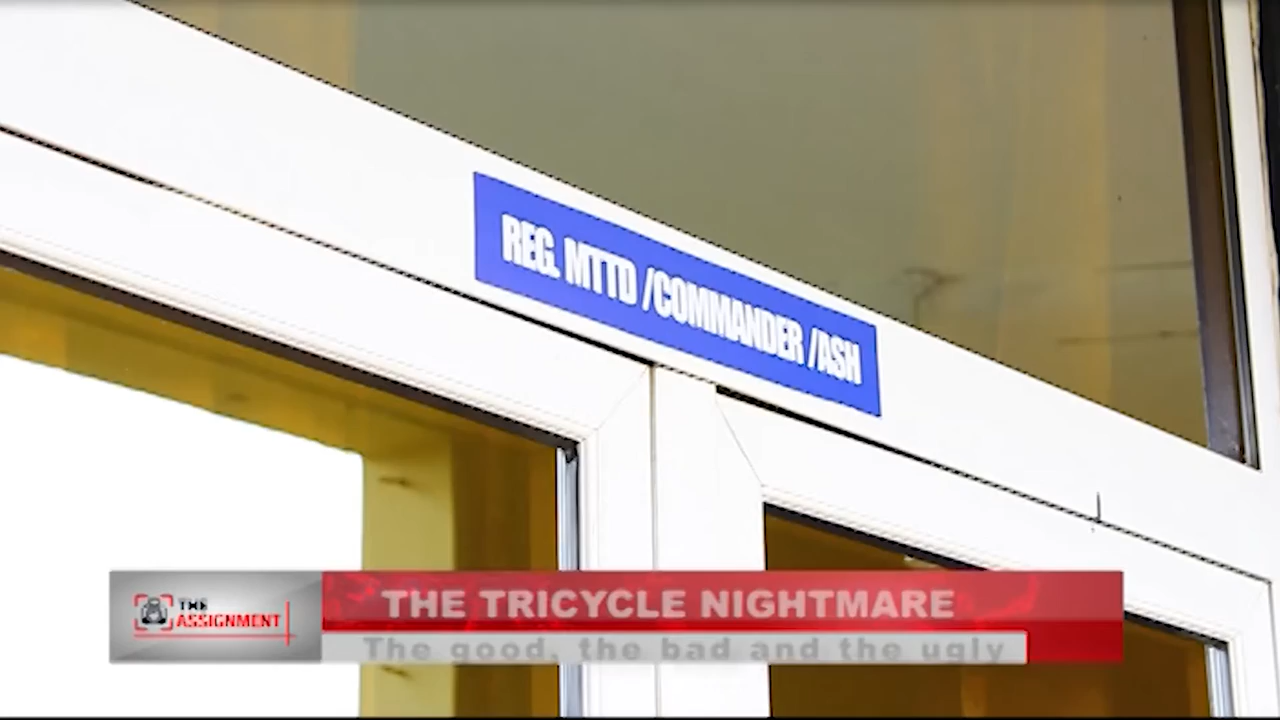 REG. MTTD /COMMANDER /ASH
THE
ASSIGNMENT
THE TRICYCLE NIGHTMARE
The good, the bad and the ugly